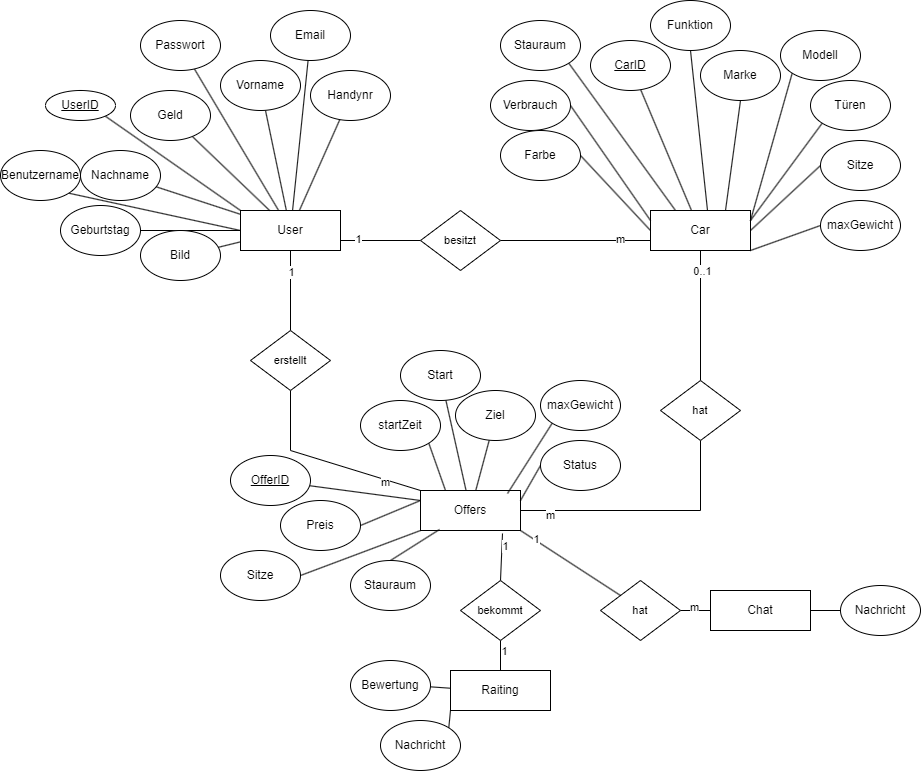 Funktion
Email
Passwort
Stauraum
Modell
CarID
Marke
Vorname
Handynr
UserID
Verbrauch
Türen
Geld
Farbe
Sitze
Benutzername
Nachname
maxGewicht
Geburtstag
User
Car
1
besitzt
m
Bild
1
0..1
erstellt
Start
maxGewicht
hat
Ziel
startZeit
Status
OfferID
m
Offers
m
Preis
1
1
Sitze
Stauraum
bekommt
hat
m
Chat
Nachricht
1
Bewertung
Raiting
Nachricht